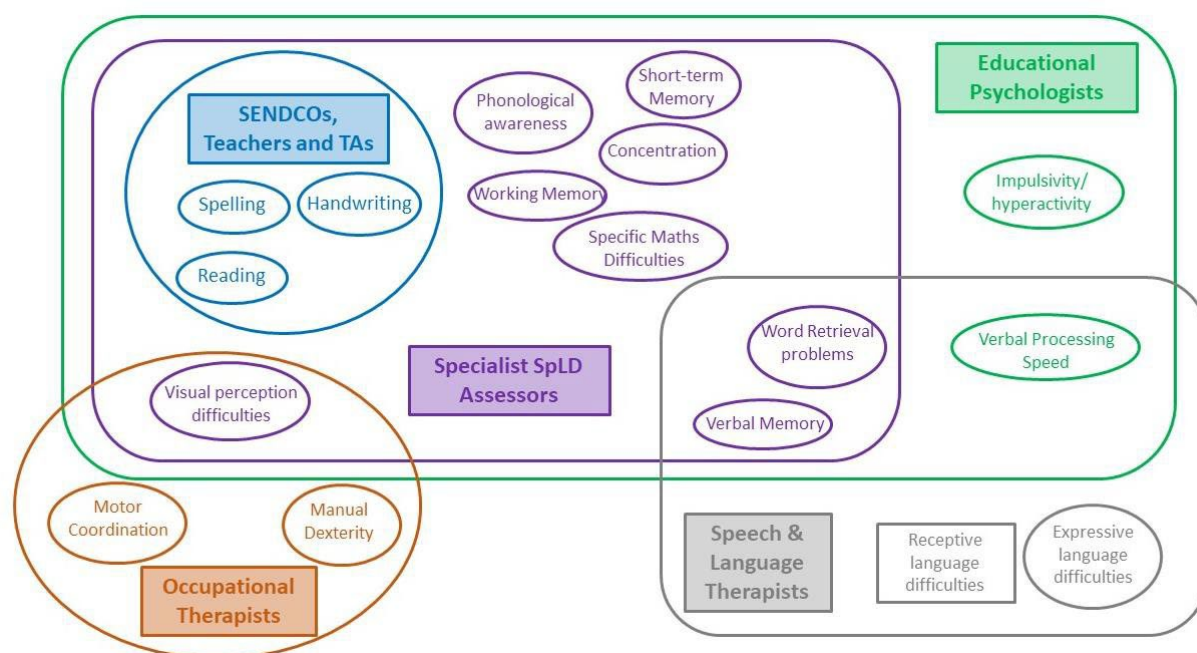 SENDCOs,
Teachers and TAs
Spelling
Handwriting
Reading
Phonological
awareness
Short-term
Memory
Concentration
Working Memory
Specific Maths
Difficulties
Educational
Psychologists
Impulsivity/
hyperactivity
Word Retrieval
problems
Verbal Processing
Speed
Specialist SpLD
Assessors
Visual perception
difficulties
Verbal Memory
Motor
Coordination
Manual
Dexterity
Occupational
Therapists
Speech &
Language
Therapists
Receptive
language
difficulties
Expressive
language
difficulties